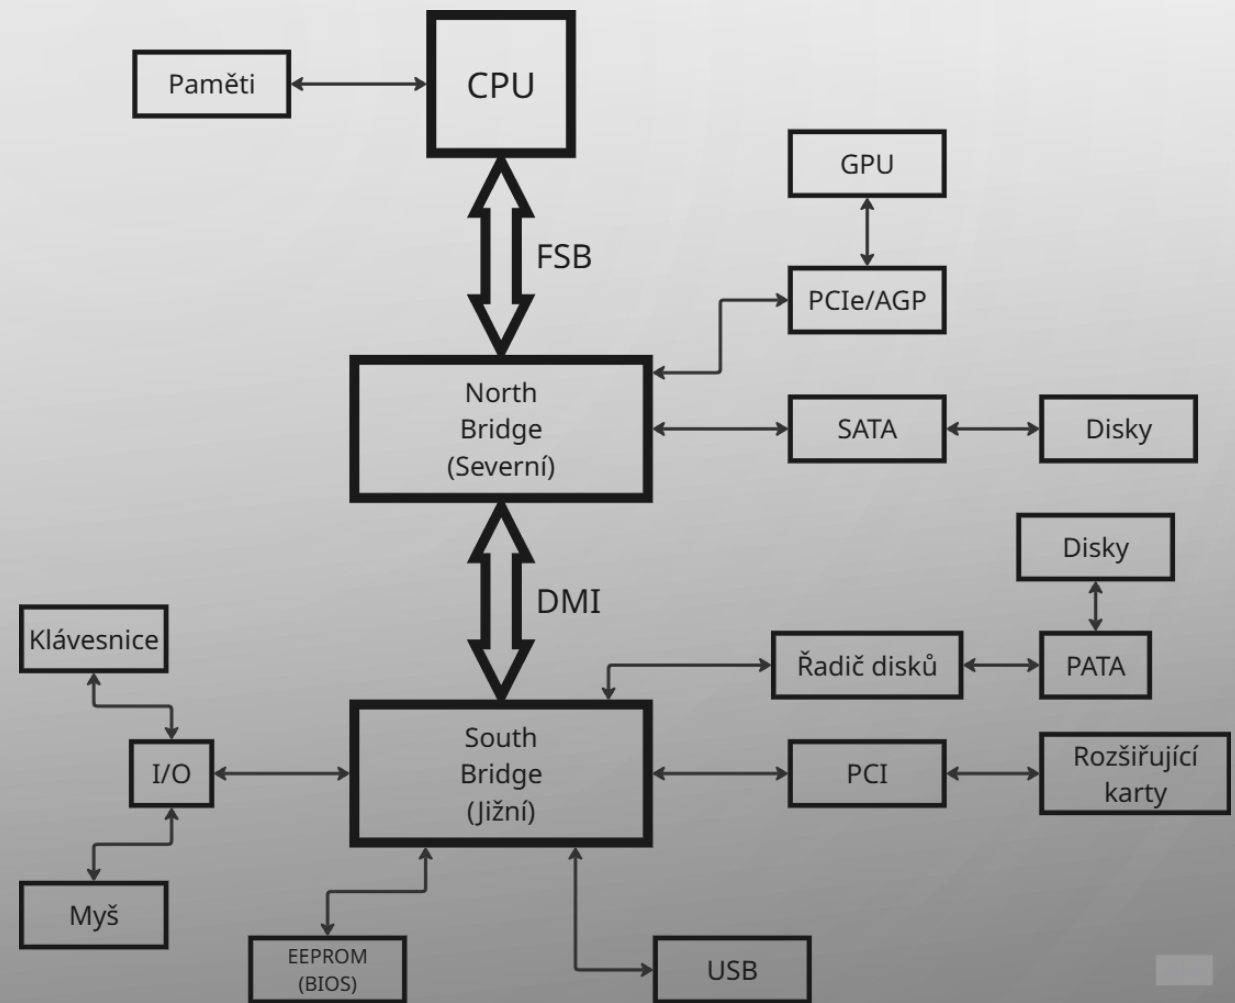 CPU
Paměti
GPU
FSB
PCIe/AGP
North
Bridge
(Severní)
SATA
Disky
Disky
DMI
Klávesnice
Řadič disků
PATA
South
Bridge
(Jižní)
I/O
PCI
Rozšiřující
karty
Myš
EEPROM
(BIOS)
USB